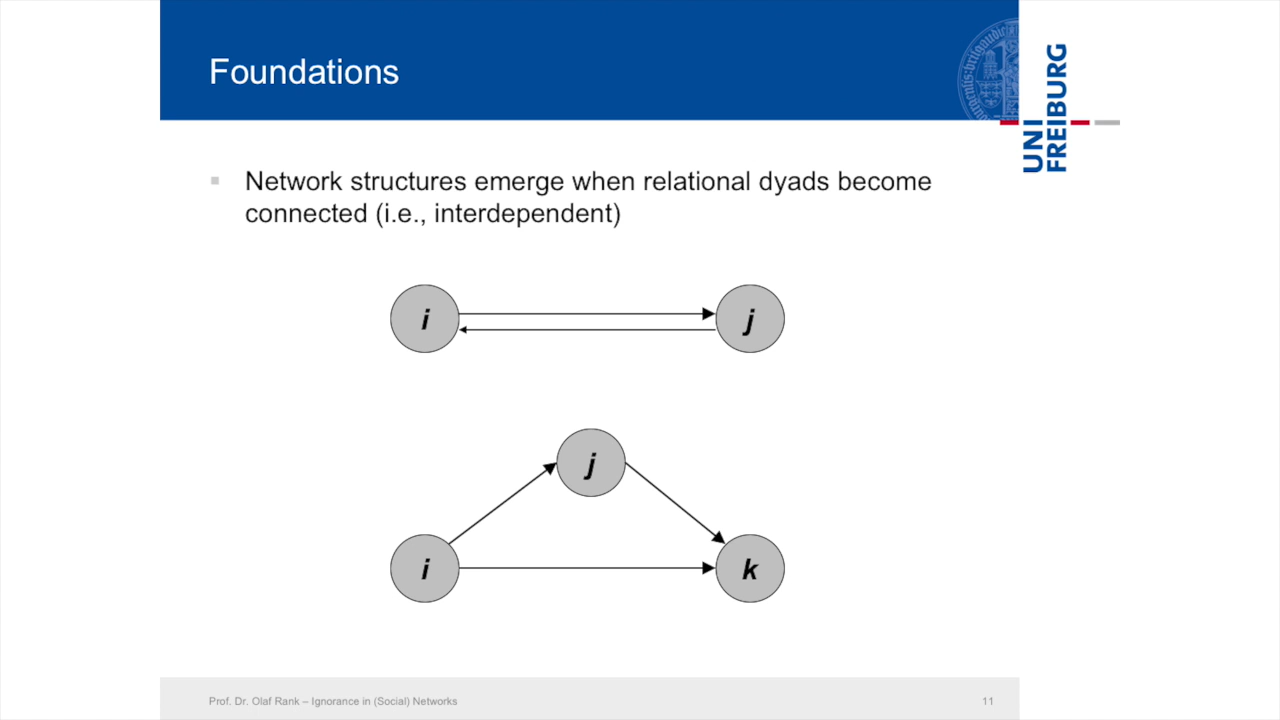 Foundations
UNI
FREIBURG
Network structures emerge when relational dyads become
connected (i.e., interdependent)
i
j
j
i
k
Prof. Dr. Olaf Rank – Ignorance in (Social) Networks
11